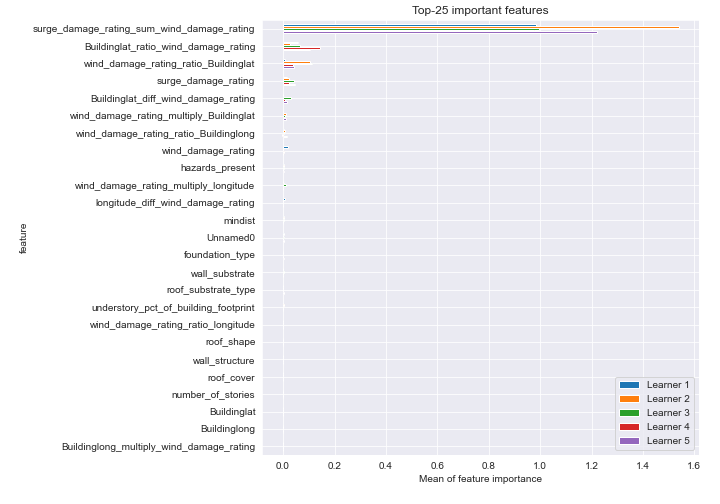 Top-25 important features
surge_damage_rating_sum_wind_damage_rating
Buildinglat_ratio_wind_damage_rating
wind_damage_rating_ratio_Buildinglat
surge_damage_rating
Buildinglat_diff_wind_damage_rating
wind_damage_rating_multiply_Buildinglat
wind_damage_rating_ratio_Buildinglong
wind_damage_rating
hazards_present
wind_damage_rating_multiply_longitude
longitude_diff_wind_damage_rating
mindist
Unnamed0
foundation_type
wall_substrate
roof_substrate_type
understory_pct_of_building_footprint
wind_damage_rating_ratio_longitude
roof_shape
wall_structure
roof_cover
number_of_stories
Buildinglat
Buildinglong
Buildinglong_multiply_wind_damage_rating
feature
Learner 1
Learner 2
Learner 3
Learner 4
Learner 5
0.0 0.2 0.4 0.6 0.8 1.0 1.2 1.4 1.6
Mean of feature importance